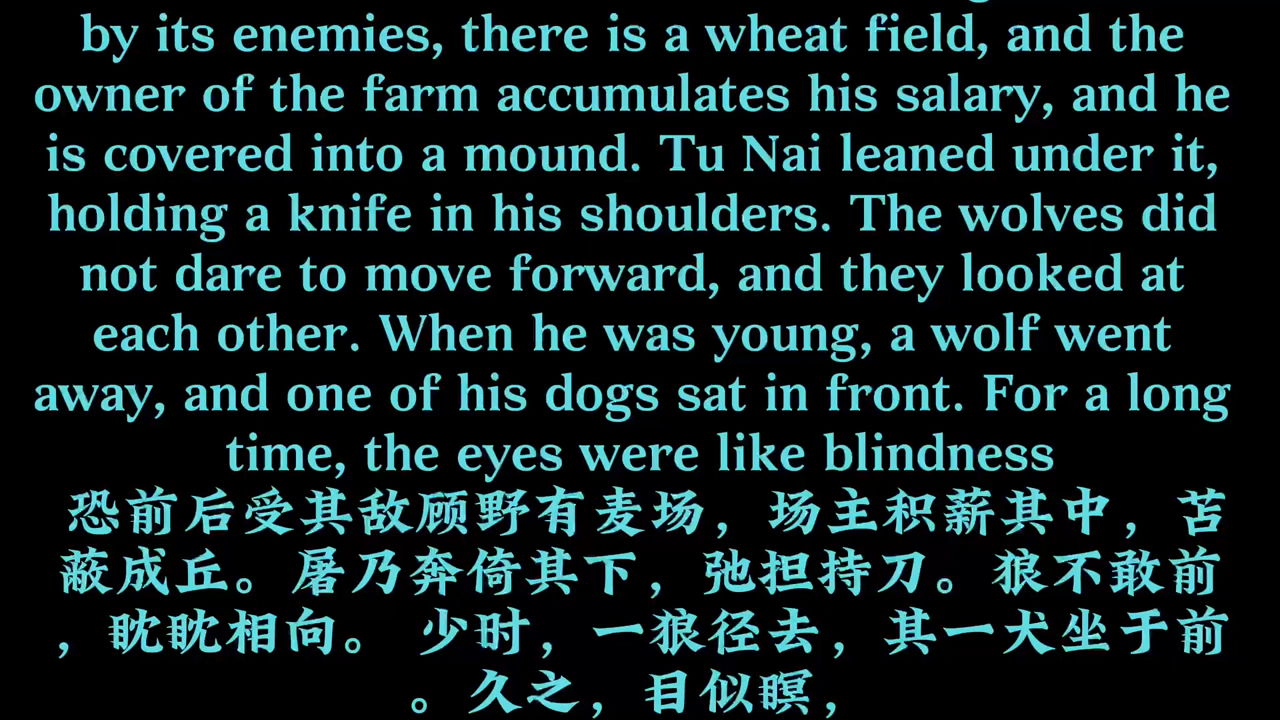 by its enemies, there is a wheat field, and the
owner of the farm accumulates his salary, and he
is covered into a mound. Tu Nai leaned under it,
holding a knife in his shoulders. The wolves did
not dare to move forward, and they looked at
each other. When he was young, a wolf went
away, and one of his dogs sat in front. For a long
time, the eyes were like blindness
恐前后受其敌顾野有麦场，场主积薪其中，苫
蔽成丘。屠乃奔倚其下，弛担持刀。狼不敢前
，眈眈相向。 少时，一狼径去，其一犬坐于前
。久之，目似瞑，